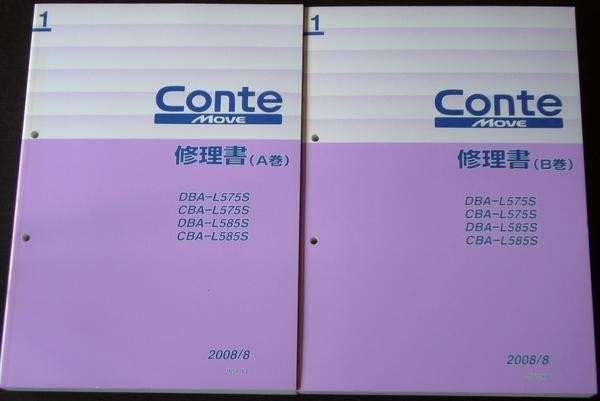 1
Conte
MOVE
修理書(A巻)
DBA-L575S
CBA-L575S
DBA-L585S
CBA-L585S
2008/8
1
Conte
MOVE
修理書(B巻)
DBA-L575S
CBA-L575S
DBA-L585S
CBA-L585S
2008/8